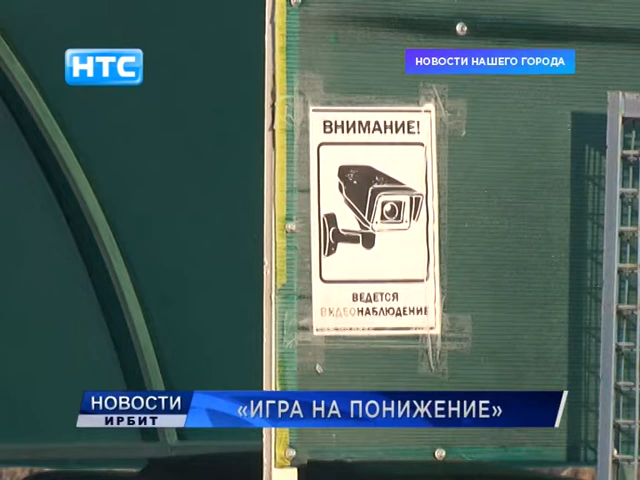 НТС
НОВОСТИ НАШЕГО ГОРОДА
ВНИМАНИЕ!
ВЕДЕТСЯ
ВИДЕОНАБЛЮДЕНИЕ
НОВОСТИ
ИРБИТ
«ИГРА НА ПОНИЖЕНИЕ»